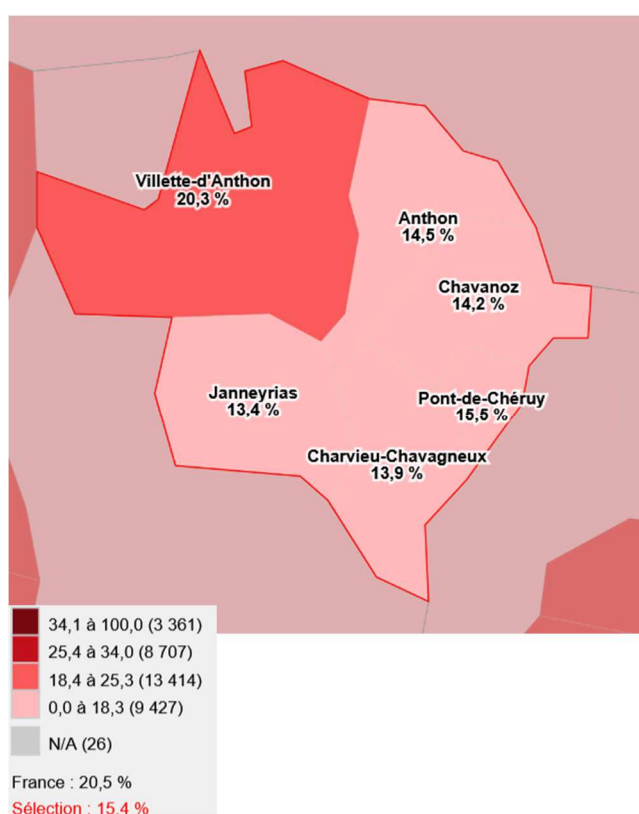 Villette-d'Anthon
20,3 %
Anthon
14,5 %
Chavanoz
14,2 %
Janneyrias
13,4 %
Pont-de-Chéruy
15,5 %
Charvieu-Chavagneux
13,9 %
34,1 à 100,0 (3 361)
25,4 à 34,0 (8 707)
18,4 à 25,3 (13 414)
0,0 à 18,3 (9 427)
N/A (26)
France : 20,5 %
Sélection : 15,4 %